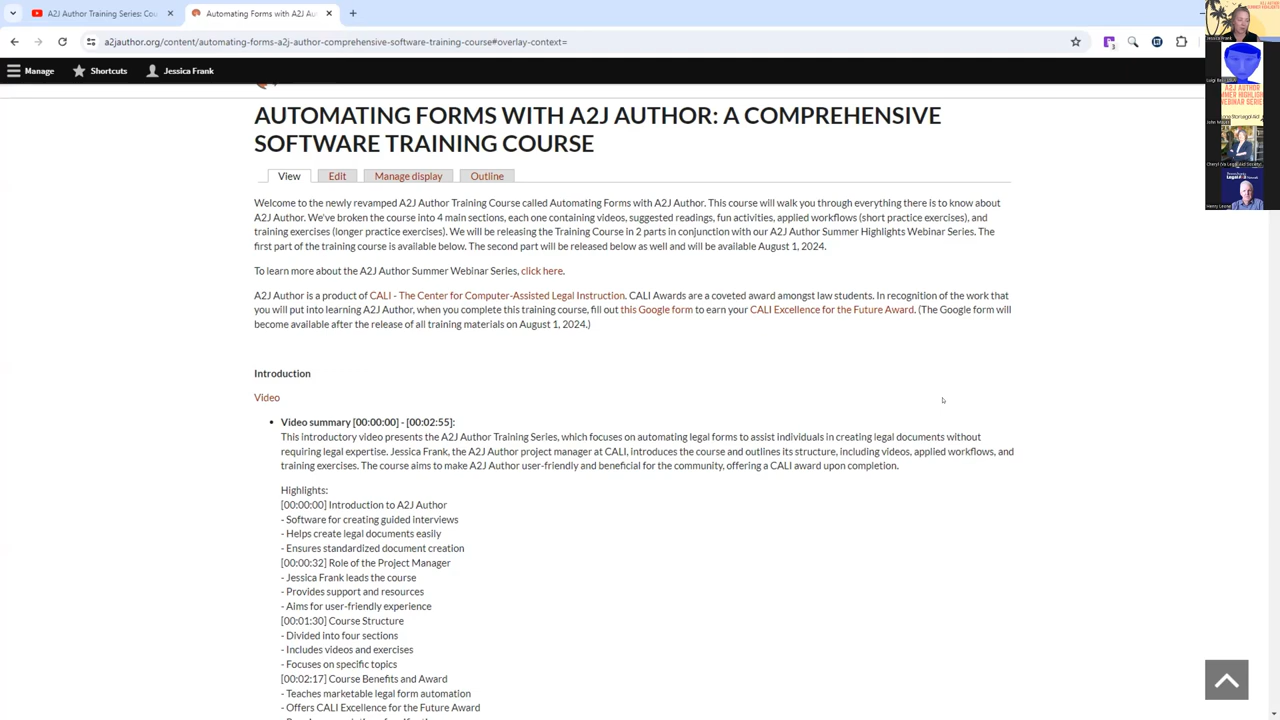 A2J Author Training Series: Cou
Automating Forms with A2J Au
a2jauthor.org/content/automating-forms-a2j-author-comprehensive-software-training-course#overlay-context=
Manage
Shortcuts
Jessica Frank
AUTOMATING FORMS WITH A2J AUTHOR: A COMPREHENSIVE
SOFTWARE TRAINING COURSE
View
Edit
Manage display
Outline
Welcome to the newly revamped A2J Author Training Course called Automating Forms with A2J Author. This course will walk you through everything there is to know about
A2J Author. We've broken the course into 4 main sections, each one containing videos, suggested readings, fun activities, applied workflows (short practice exercises), and
training exercises (longer practice exercises). We will be releasing the Training Course in 2 parts in conjunction with our A2J Author Summer Highlights Webinar Series. The
first part of the training course is available below. The second part will be released below as well and will be available August 1, 2024.
To learn more about the A2J Author Summer Webinar Series, click here.
A2J Author is a product of CALI - The Center for Computer-Assisted Legal Instruction. CALI Awards are a coveted award amongst law students. In recognition of the work that
you will put into learning A2J Author, when you complete this training course, fill out this Google form to earn your CALI Excellence for the Future Award. (The Google form will
become available after the release of all training materials on August 1, 2024.)
Introduction
Video
• Video summary [00:00:00] - [00:02:55]:
This introductory video presents the A2J Author Training Series, which focuses on automating legal forms to assist individuals in creating legal documents without
requiring legal expertise. Jessica Frank, the A2J Author project manager at CALI, introduces the course and outlines its structure, including videos, applied workflows, and
training exercises. The course aims to make A2J Author user-friendly and beneficial for the community, offering a CALI award upon completion.
Highlights:
[00:00:00] Introduction to A2J Author
- Software for creating guided interviews
- Helps create legal documents easily
- Ensures standardized document creation
[00:00:32] Role of the Project Manager
- Jessica Frank leads the course
- Provides support and resources
- Aims for user-friendly experience
[00:01:30] Course Structure
- Divided into four sections
- Includes videos and exercises
- Focuses on specific topics
[00:02:17] Course Benefits and Award
- Teaches marketable legal form automation
- Offers CALI Excellence for the Future Award
Jessica Frank
A2J AUTHOR
WEBINAR SERIES
Cheryl (Va Legal Aid Society)
Henry Leone